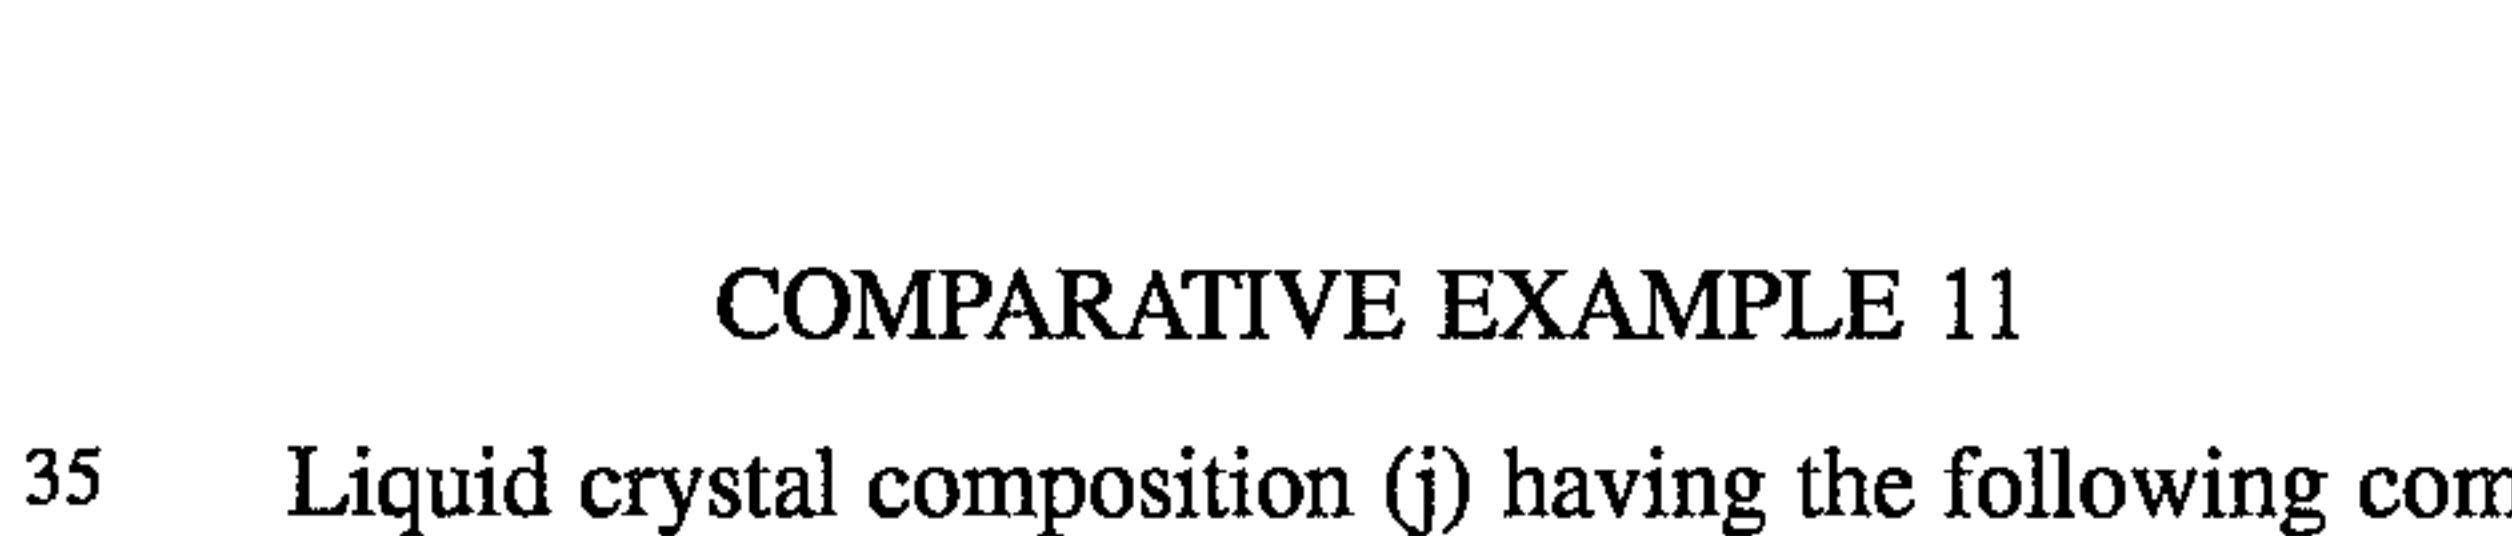 COMPARATIVE EXAMPLE 11
35 Liquid crystal composition (j) having the following com